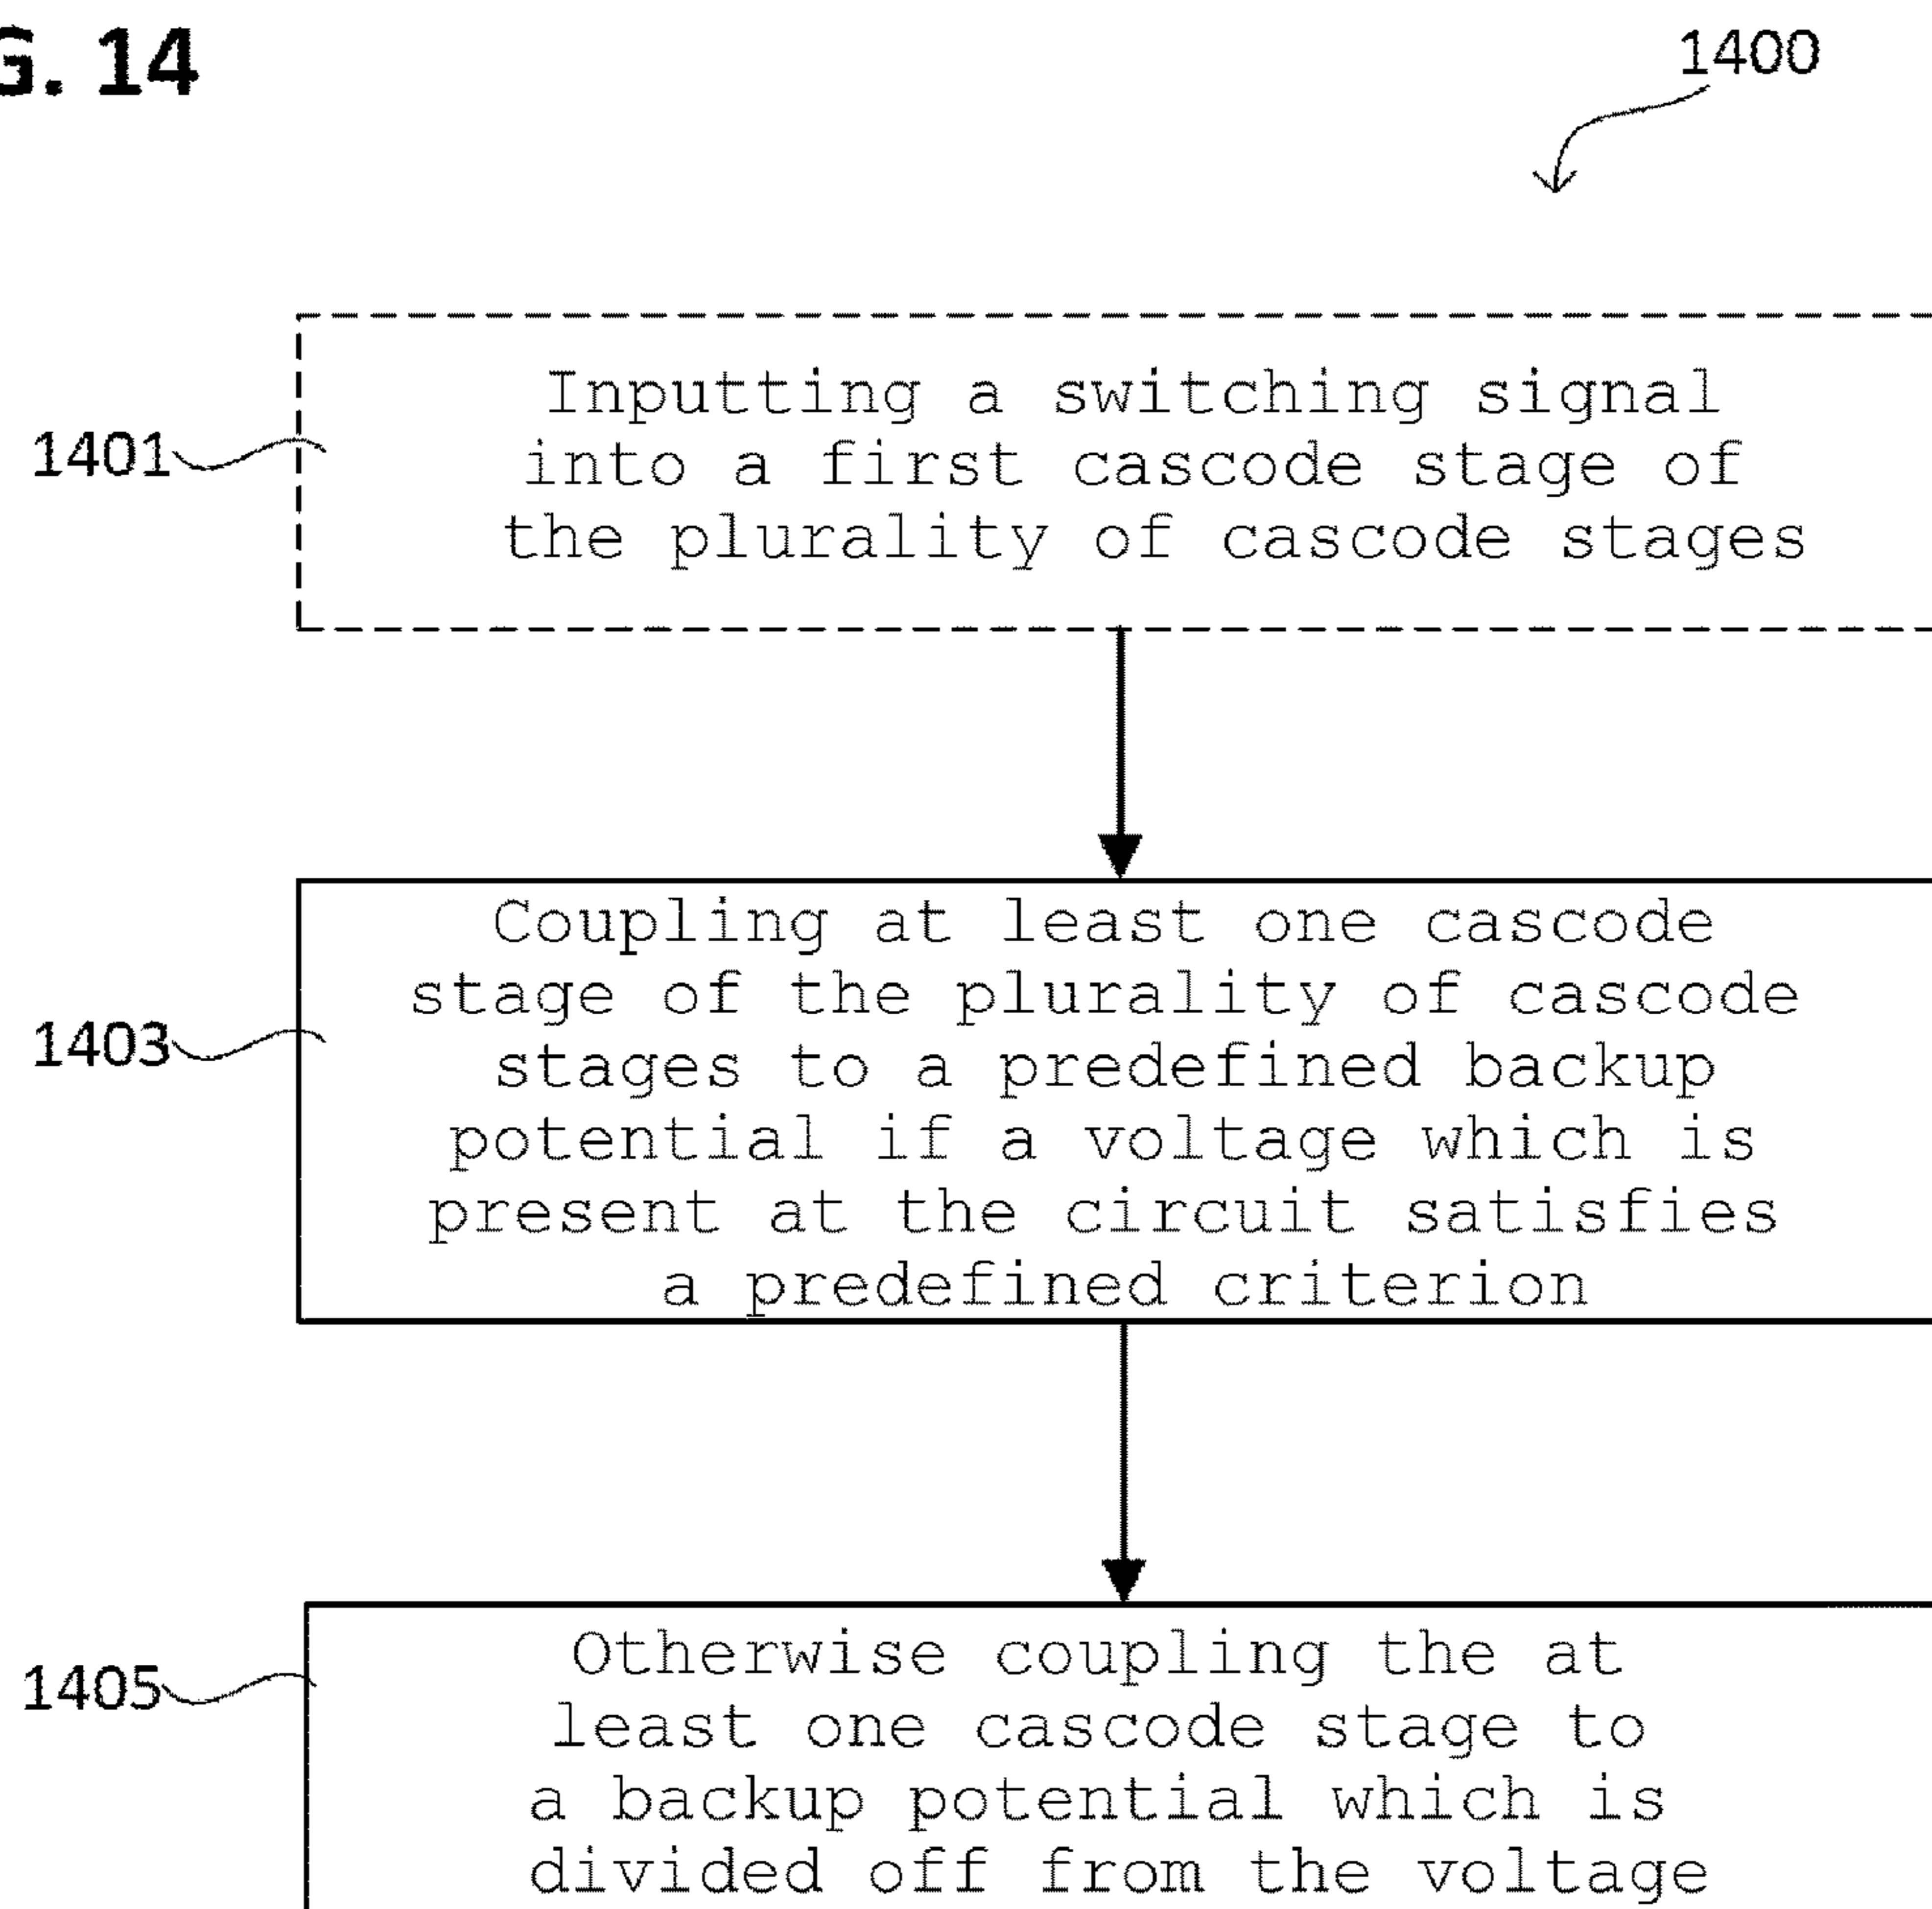 G. 14
1400
1401
Inputting a switching signal
into a first cascode stage of
the plurality of cascode stages
1403
Coupling at least one cascode
stage of the plurality of cascode
stages to a predefined backup
potential if a voltage which is
present at the circuit satisfies
a predefined criterion
1405
Otherwise coupling the at
least one cascode stage to
a backup potential which is
divided off from the voltage